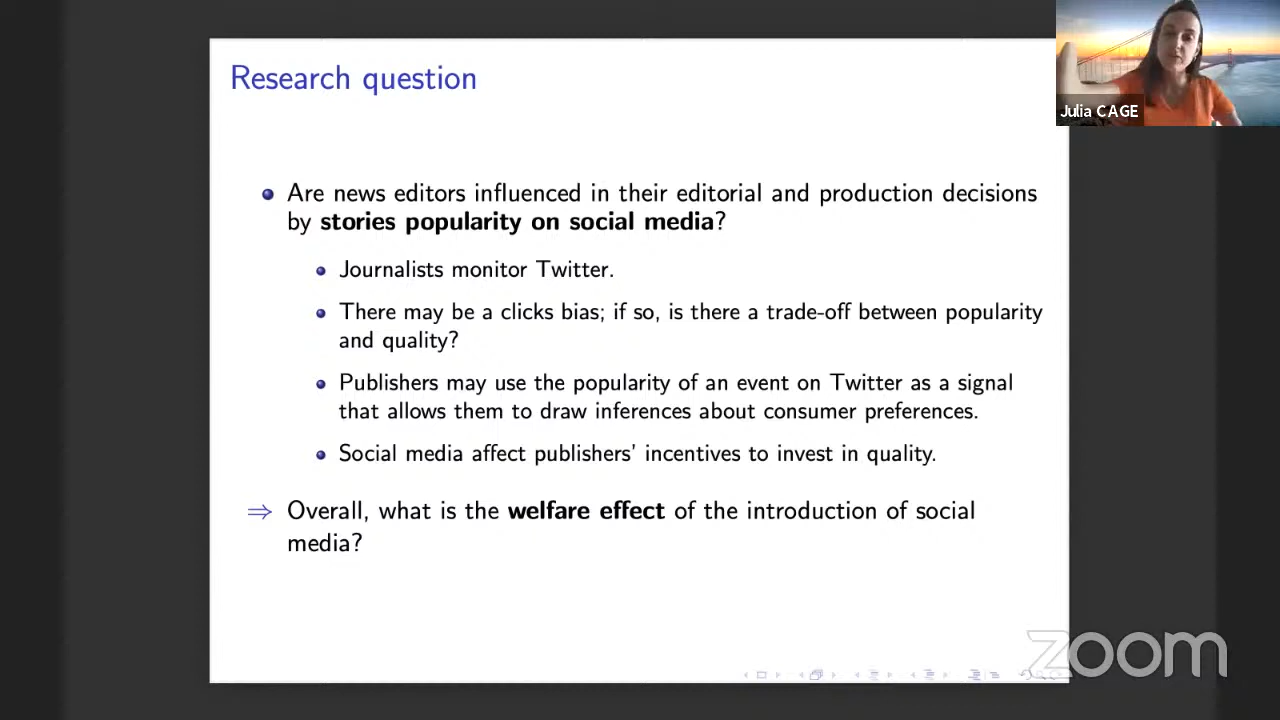 Research question
Julia CAGE
Are news editors influenced in their editorial and production decisions
by stories popularity on social media?
Journalists monitor Twitter.
There may be a clicks bias; if so, is there a trade-off between popularity
and quality?
Publishers may use the popularity of an event on Twitter as a signal
that allows them to draw inferences about consumer preferences.
Social media affect publishers' incentives to invest in quality.
⇒ Overall, what is the welfare effect of the introduction of social
media?
zoom